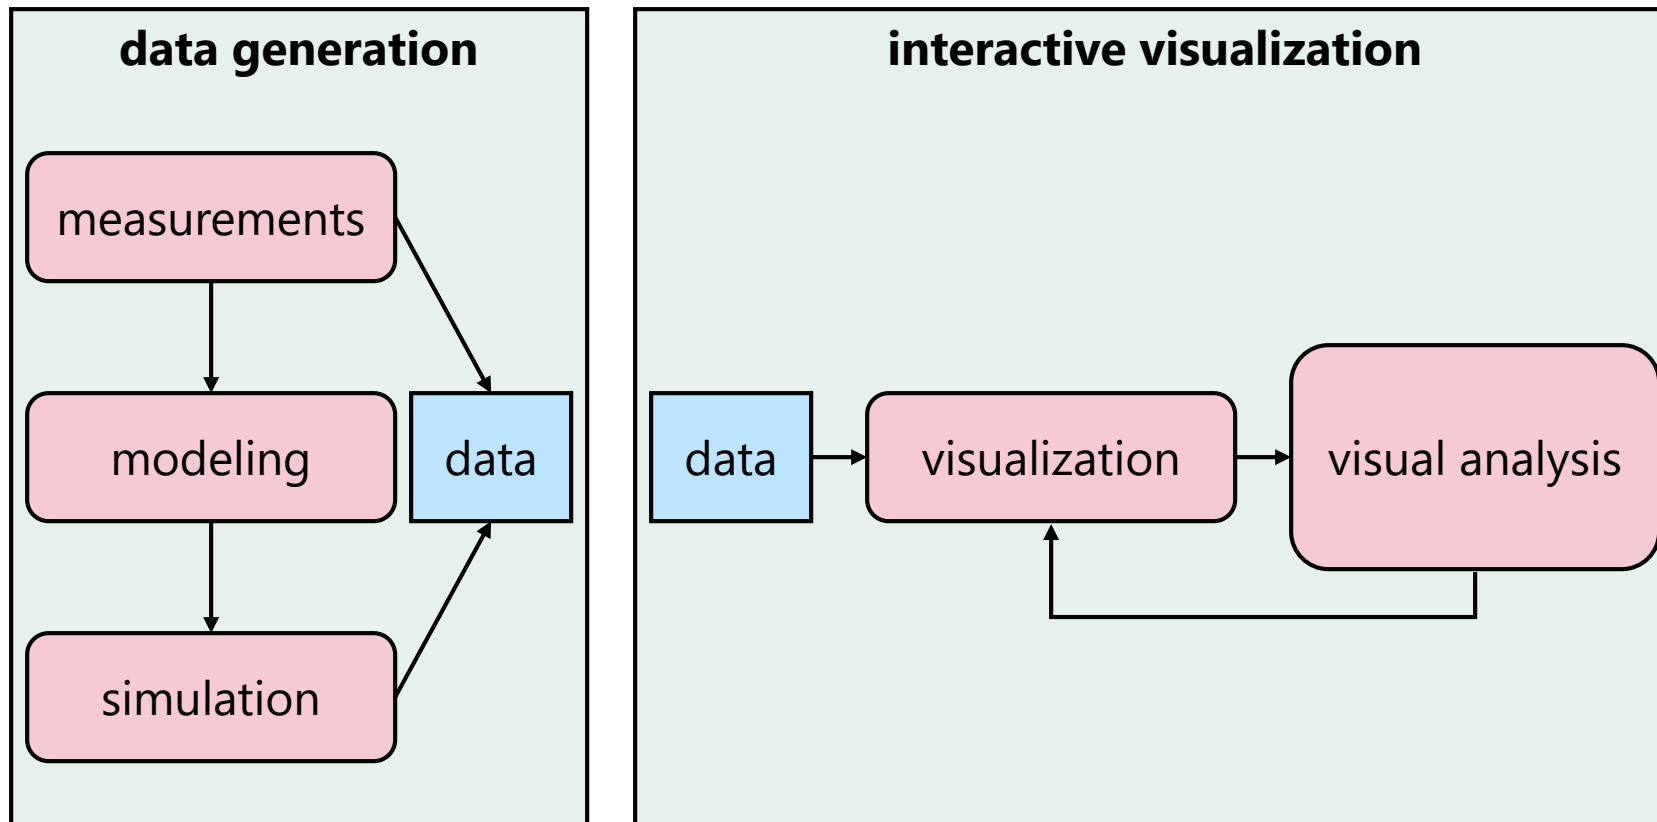 data generation
measurements
modeling
data
simulation
interactive visualization
data
visualization
visual analysis